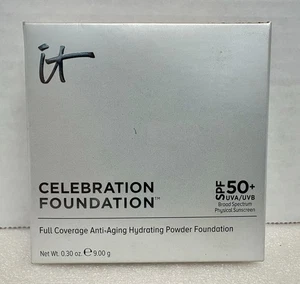 it
CELEBRATION
FOUNDATION™
SPF 50+
UVA/UVB
Broad Spectrum
Physical Sunscreen
Full Coverage Anti-Aging Hydrating Powder Foundation
Net Wt. 0.30 oz. ℮ 9.00 g